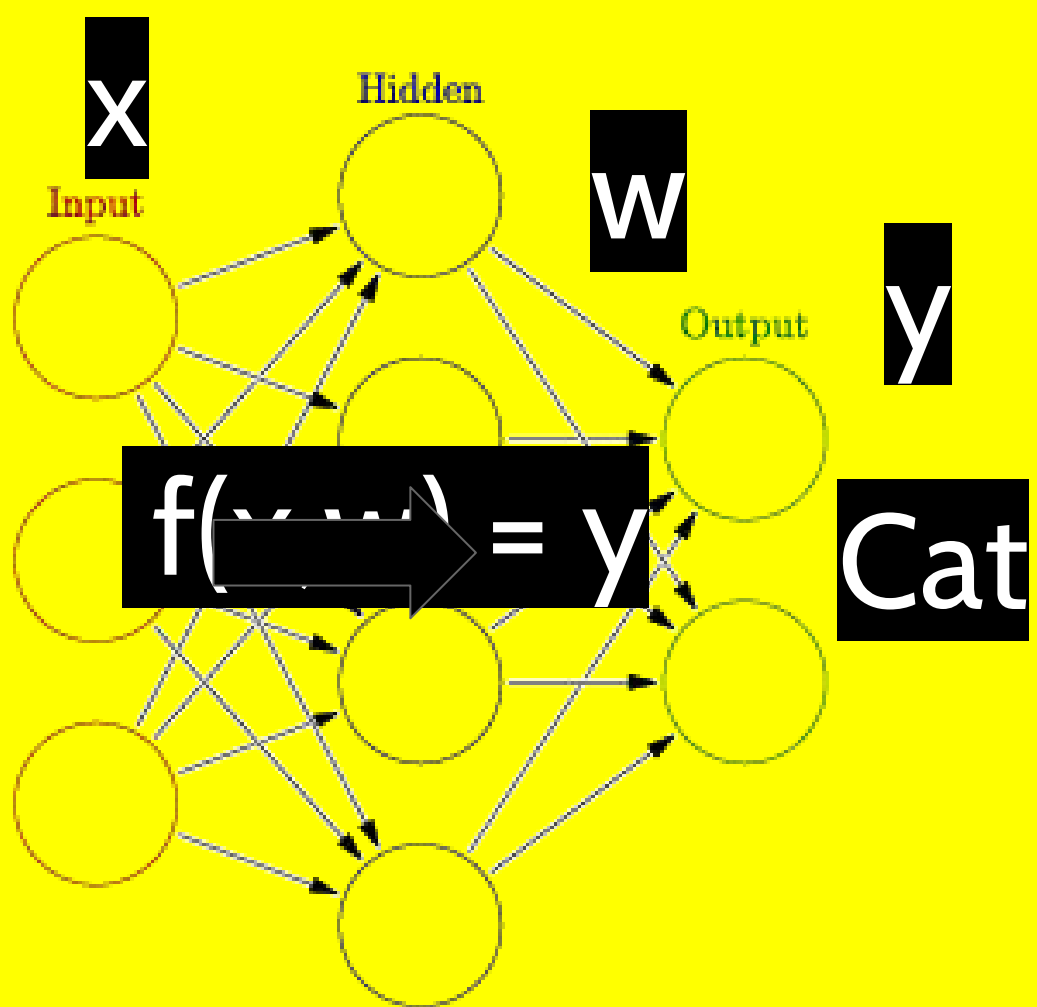 x
Hidden
w
Input
y
Output
f(x,w) = y
Cat